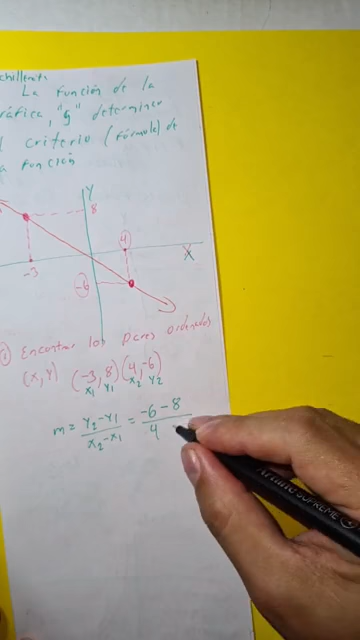 chillerato
La función de la
gráfica, "g" determine
el criterio (fórmula) de
la función
Y
8
4
X
-3
-6
Encontrar los pares ordenados
(x, y) (-3, 8) (4, -6)
x₁ y₁ x₂ y₂
m = y₂ - y₁ / x₂ - x₁ = -6 - 8 / 4
SUPREME